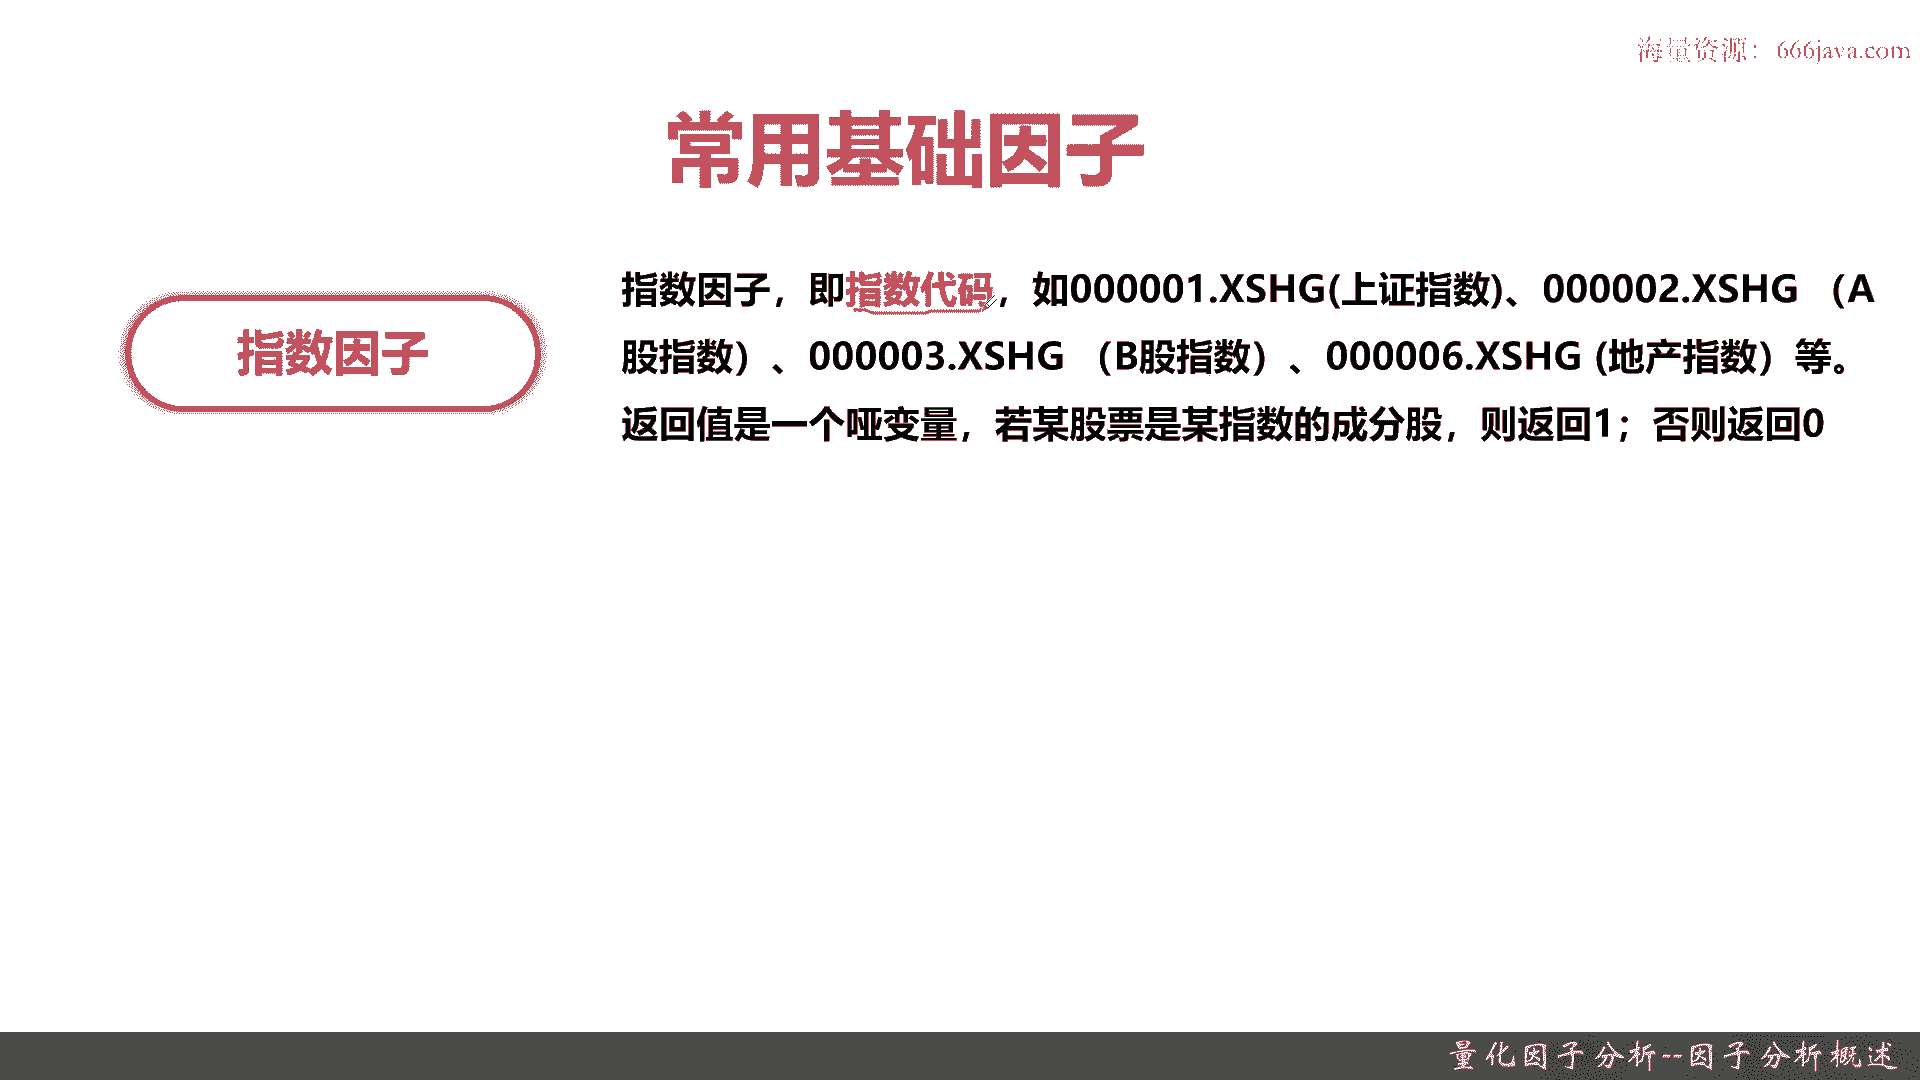 海量资源：666java.com
常用基础因子
指数因子
指数因子，即指数代码，如000001.XSHG(上证指数)、000002.XSHG （A
股指数）、000003.XSHG （B股指数）、000006.XSHG (地产指数）等。
返回值是一个哑变量，若某股票是某指数的成分股，则返回1；否则返回0
量化因子分析--因子分析概述